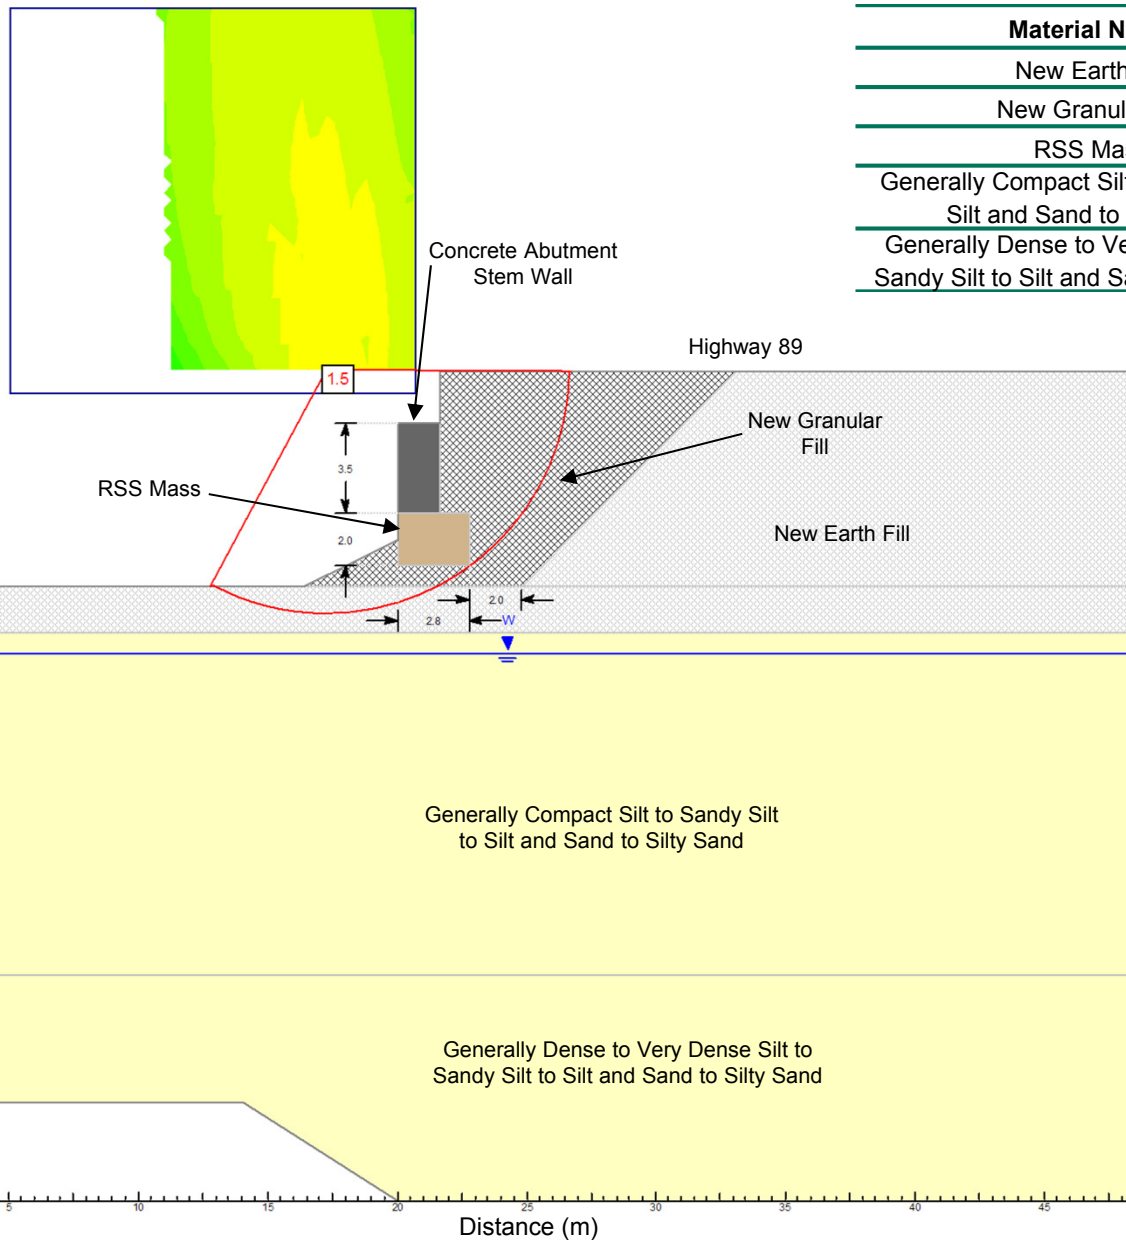 Material N
New Earth
New Granul
RSS Ma
Generally Compact Silt
Silt and Sand to
Generally Dense to Ve
Sandy Silt to Silt and Sa
Concrete Abutment
Stem Wall
Highway 89
1.5
New Granular
Fill
3.5
RSS Mass
2.0
New Earth Fill
2.0
2.8
W
Generally Compact Silt to Sandy Silt
to Silt and Sand to Silty Sand
Generally Dense to Very Dense Silt to
Sandy Silt to Silt and Sand to Silty Sand
5 10 15 20 25 30 35 40 45
Distance (m)